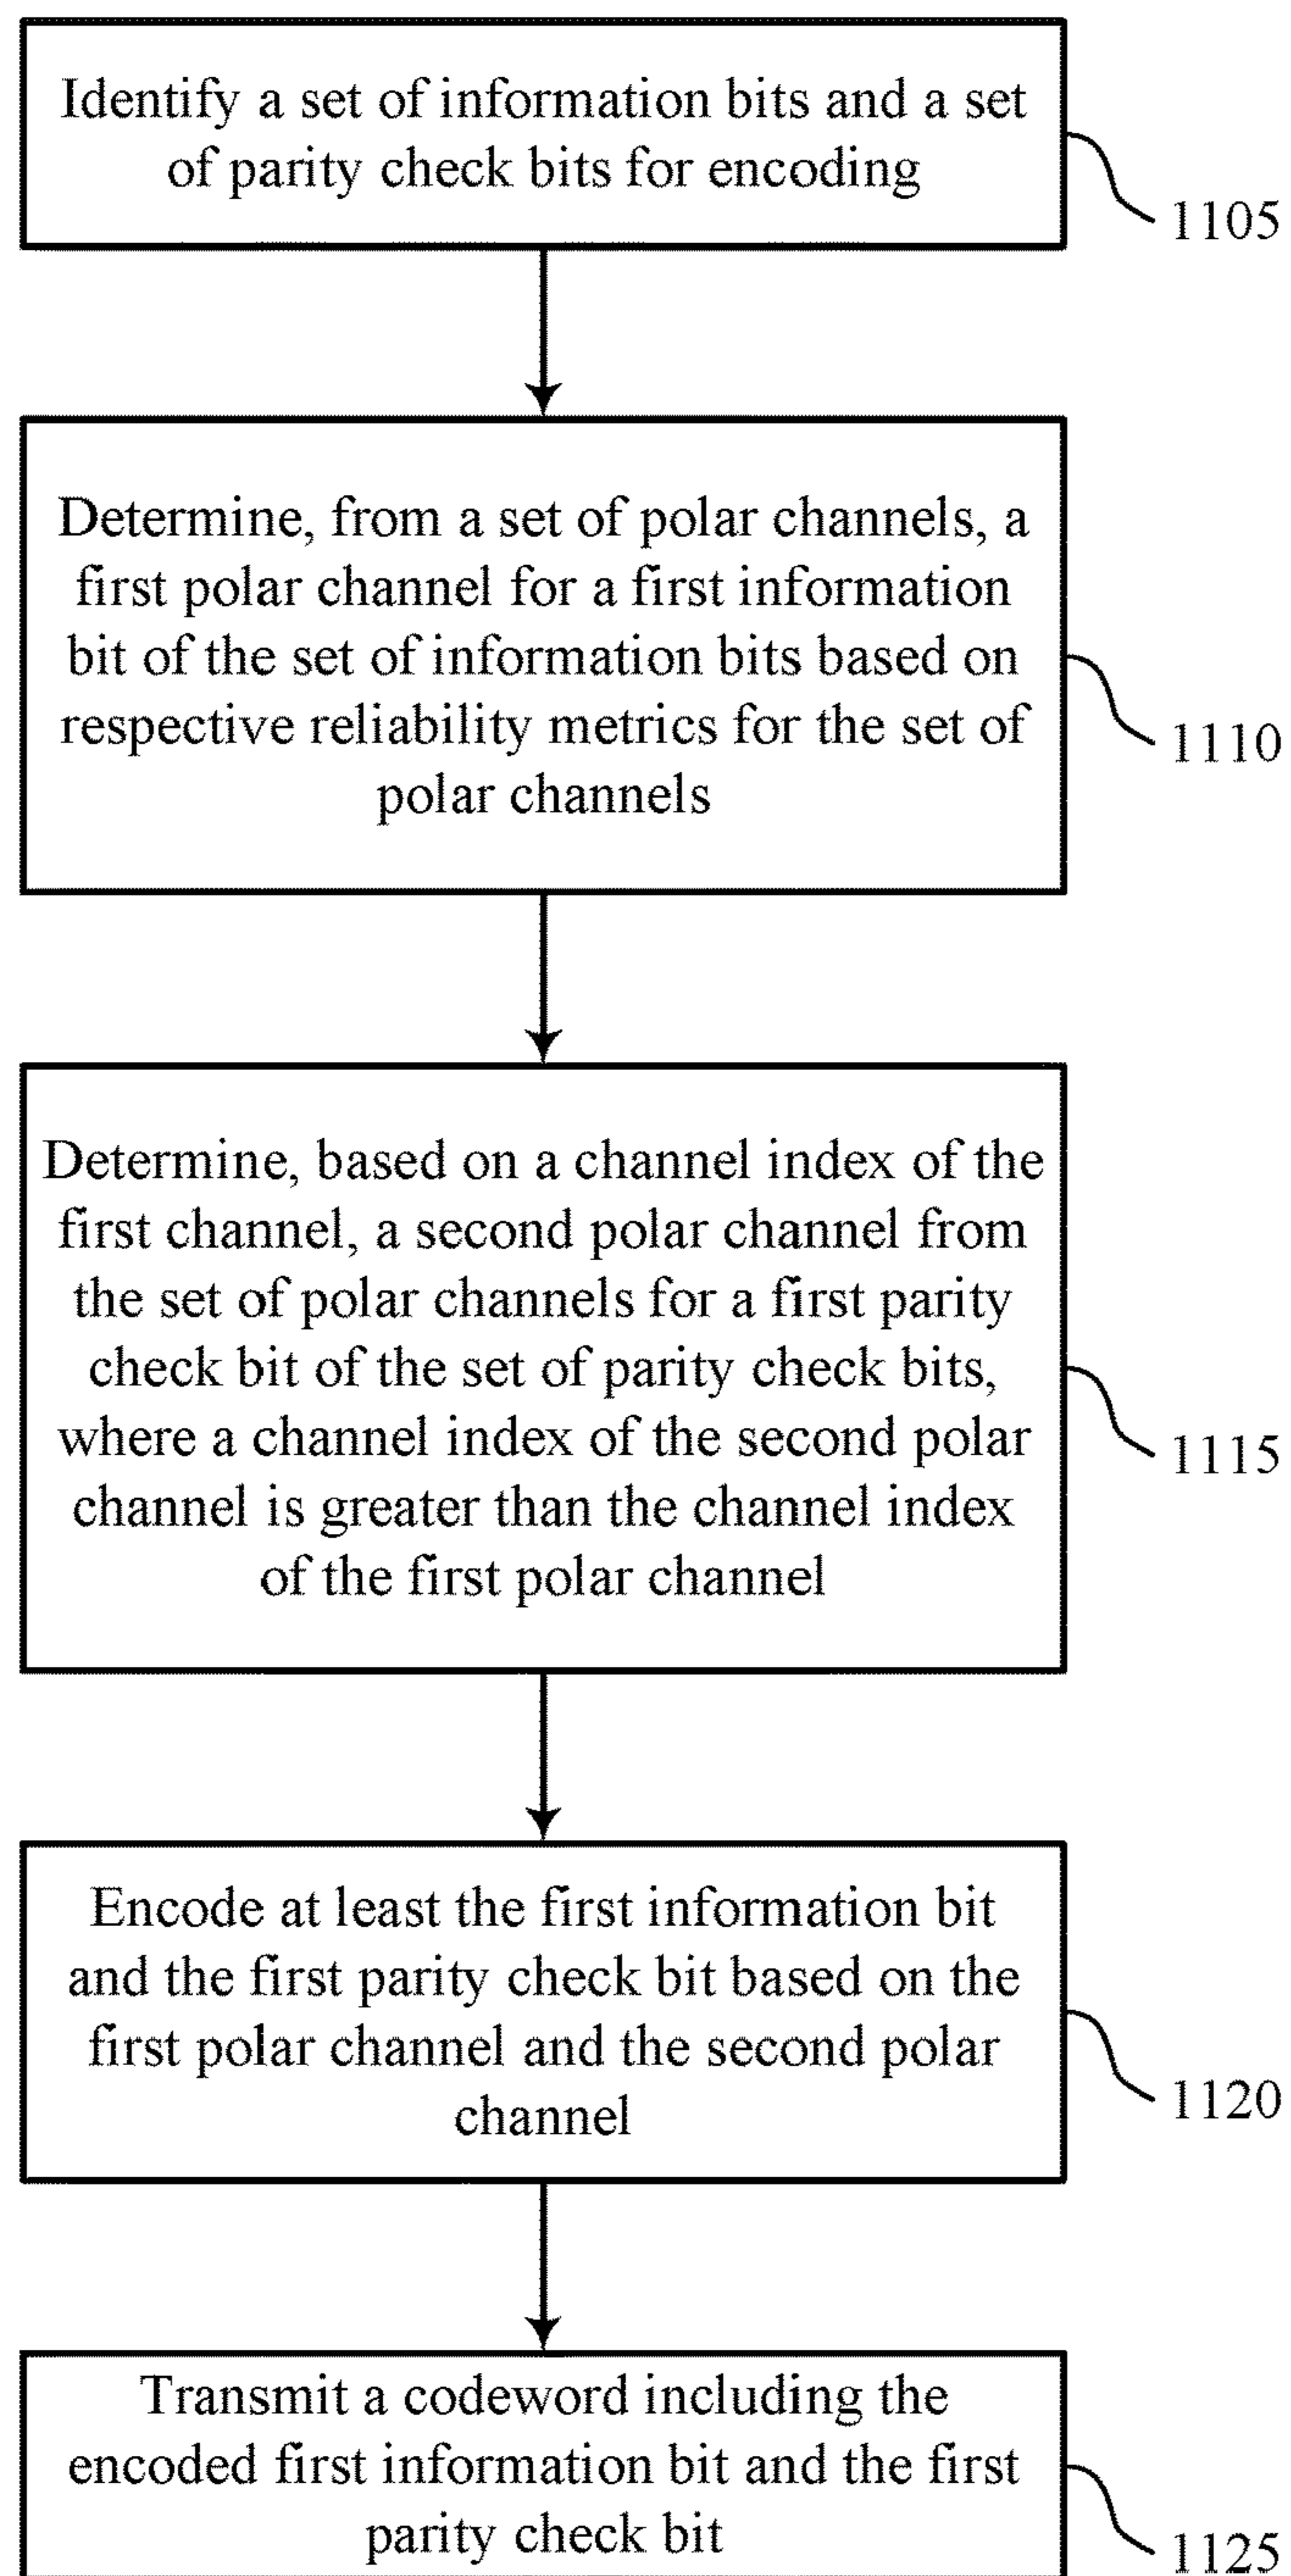 Identify a set of information bits and a set
of parity check bits for encoding
1105
Determine, from a set of polar channels, a
first polar channel for a first information
bit of the set of information bits based on
respective reliability metrics for the set of
polar channels
1110
Determine, based on a channel index of the
first channel, a second polar channel from
the set of polar channels for a first parity
check bit of the set of parity check bits,
where a channel index of the second polar
channel is greater than the channel index
of the first polar channel
1115
Encode at least the first information bit
and the first parity check bit based on the
first polar channel and the second polar
channel
1120
Transmit a codeword including the
encoded first information bit and the first
parity check bit
1125